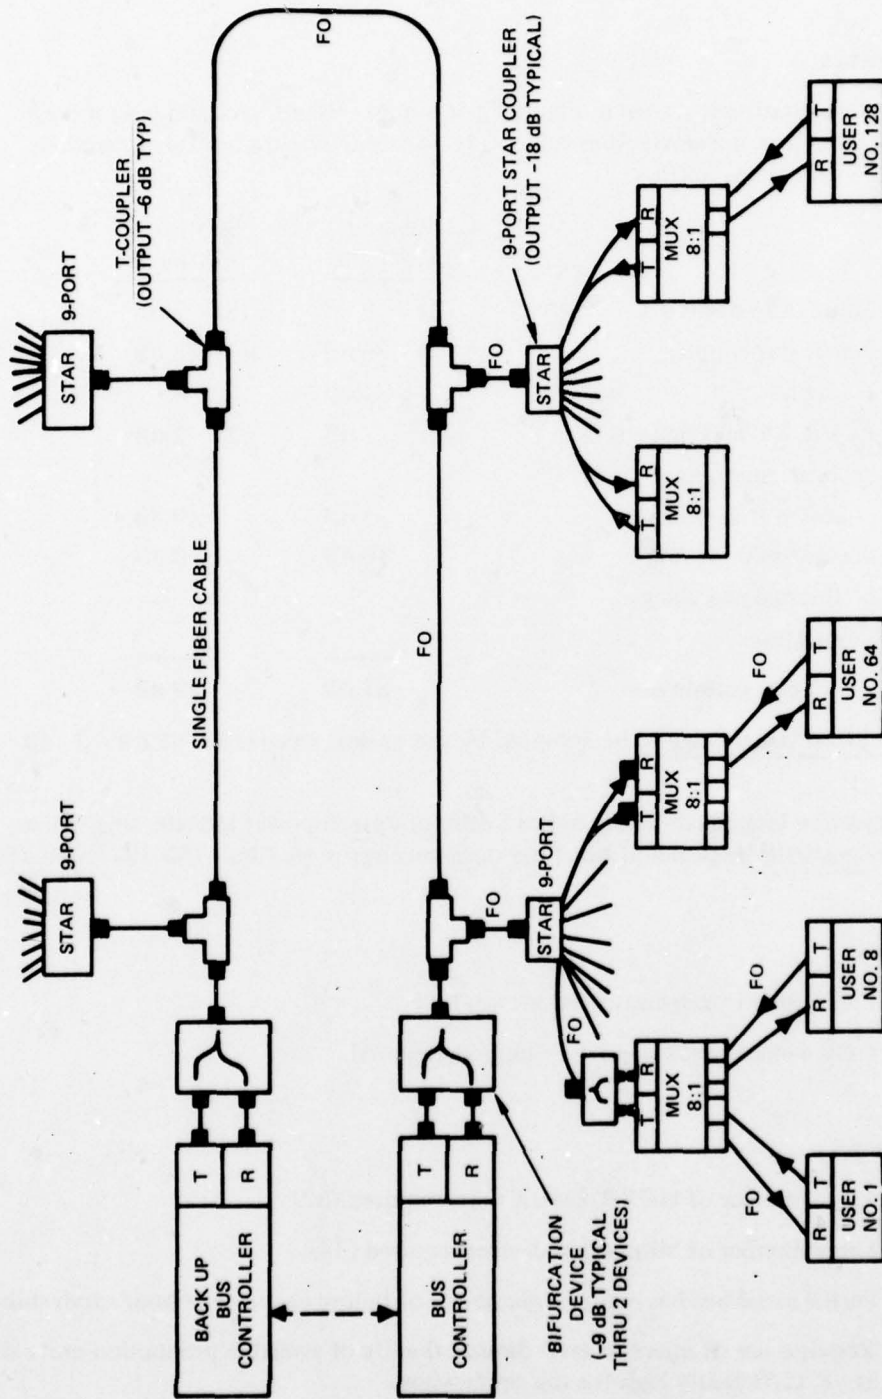 STAR
9-PORT
STAR
9-PORT
T-COUPLER
(OUTPUT -6 dB TYP)
SINGLE FIBER CABLE
FO
BACK UP
BUS
CONTROLLER
T
R
BUS
CONTROLLER
T
R
BIFURCATION
DEVICE
(-9 dB TYPICAL
THRU 2 DEVICES)
FO
FO
STAR
9-PORT
FO
FO
STAR
9-PORT STAR COUPLER
(OUTPUT -18 dB TYPICAL)
FO
T
R
MUX
8:1
T
R
MUX
8:1
T
R
MUX
8:1
T
R
MUX
8:1
FO
FO
FO
R
T
USER
NO. 1
R
T
USER
NO. 8
R
T
USER
NO. 64
R
T
USER
NO. 128